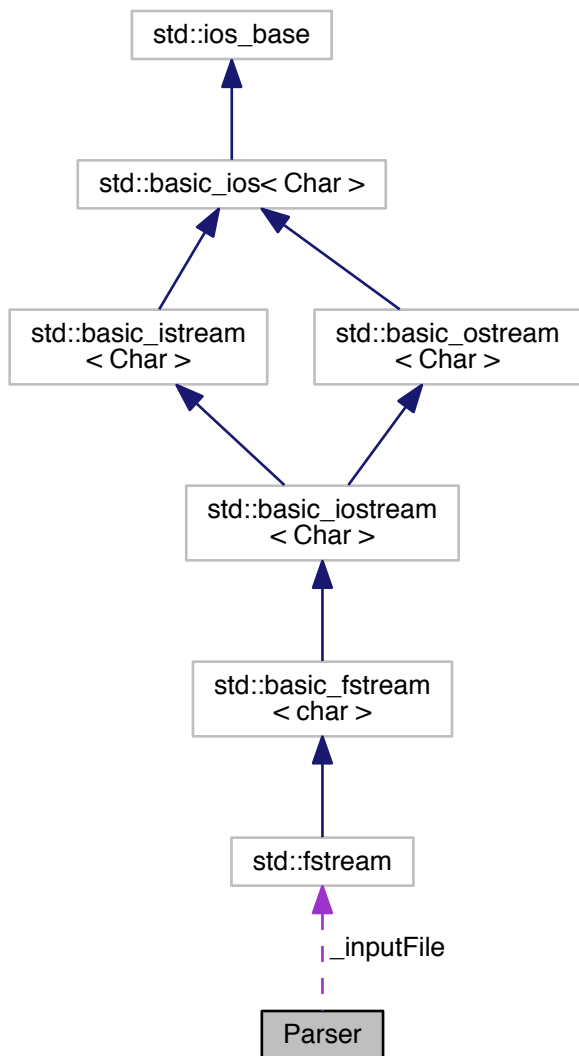 std::ios_base
std::basic_ios< Char >
std::basic_istream
< Char >
std::basic_ostream
< Char >
std::basic_iostream
< Char >
std::basic_fstream
< char >
std::fstream
_inputFile
Parser